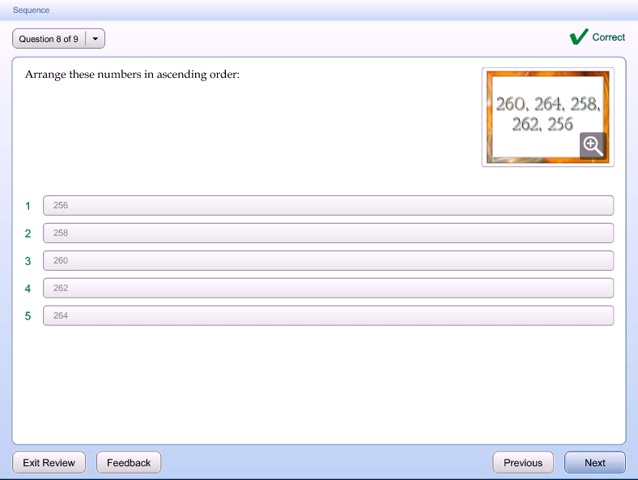 Sequence
Question 8 of 9
Correct
Arrange these numbers in ascending order:
260, 264, 258,
262, 256
1 256
2 258
3 260
4 262
5 264
Exit Review Feedback Previous Next